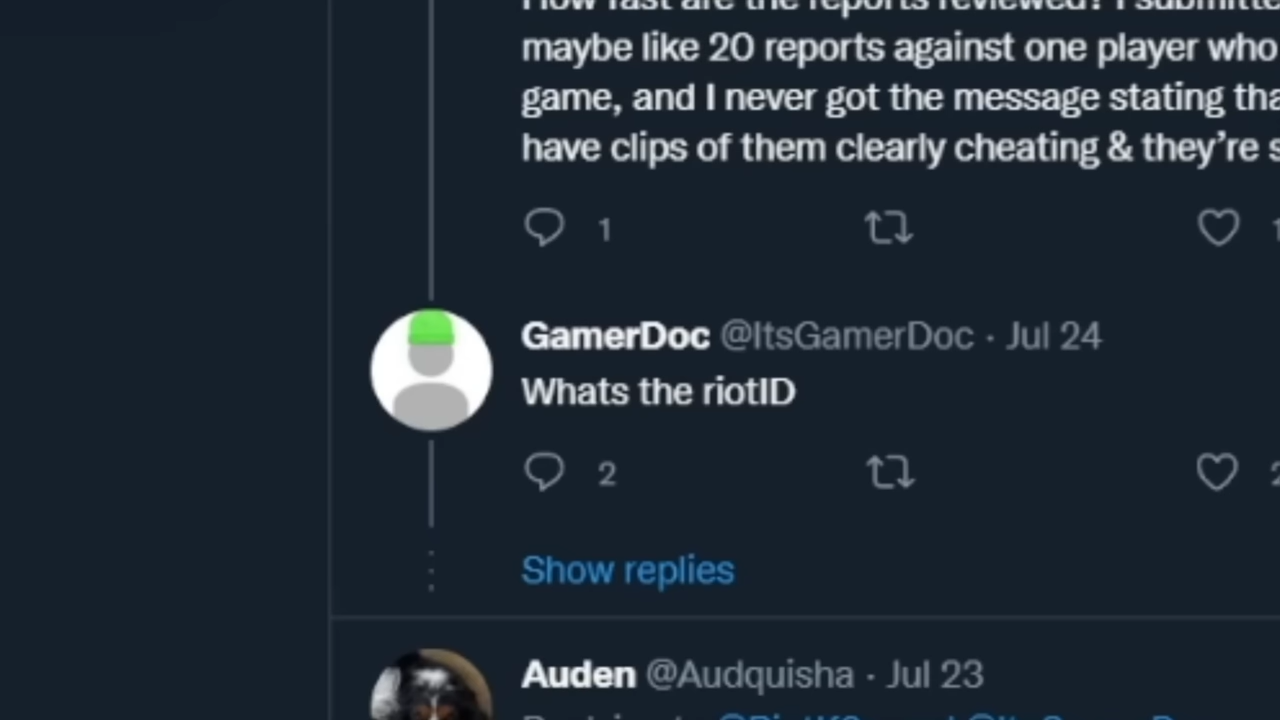 How fast are the reports reviewed? I submitte
maybe like 20 reports against one player who
game, and I never got the message stating tha
have clips of them clearly cheating & they’re s
1
GamerDoc @ItsGamerDoc · Jul 24
Whats the riotID
2
Show replies
Auden @Audquisha · Jul 23